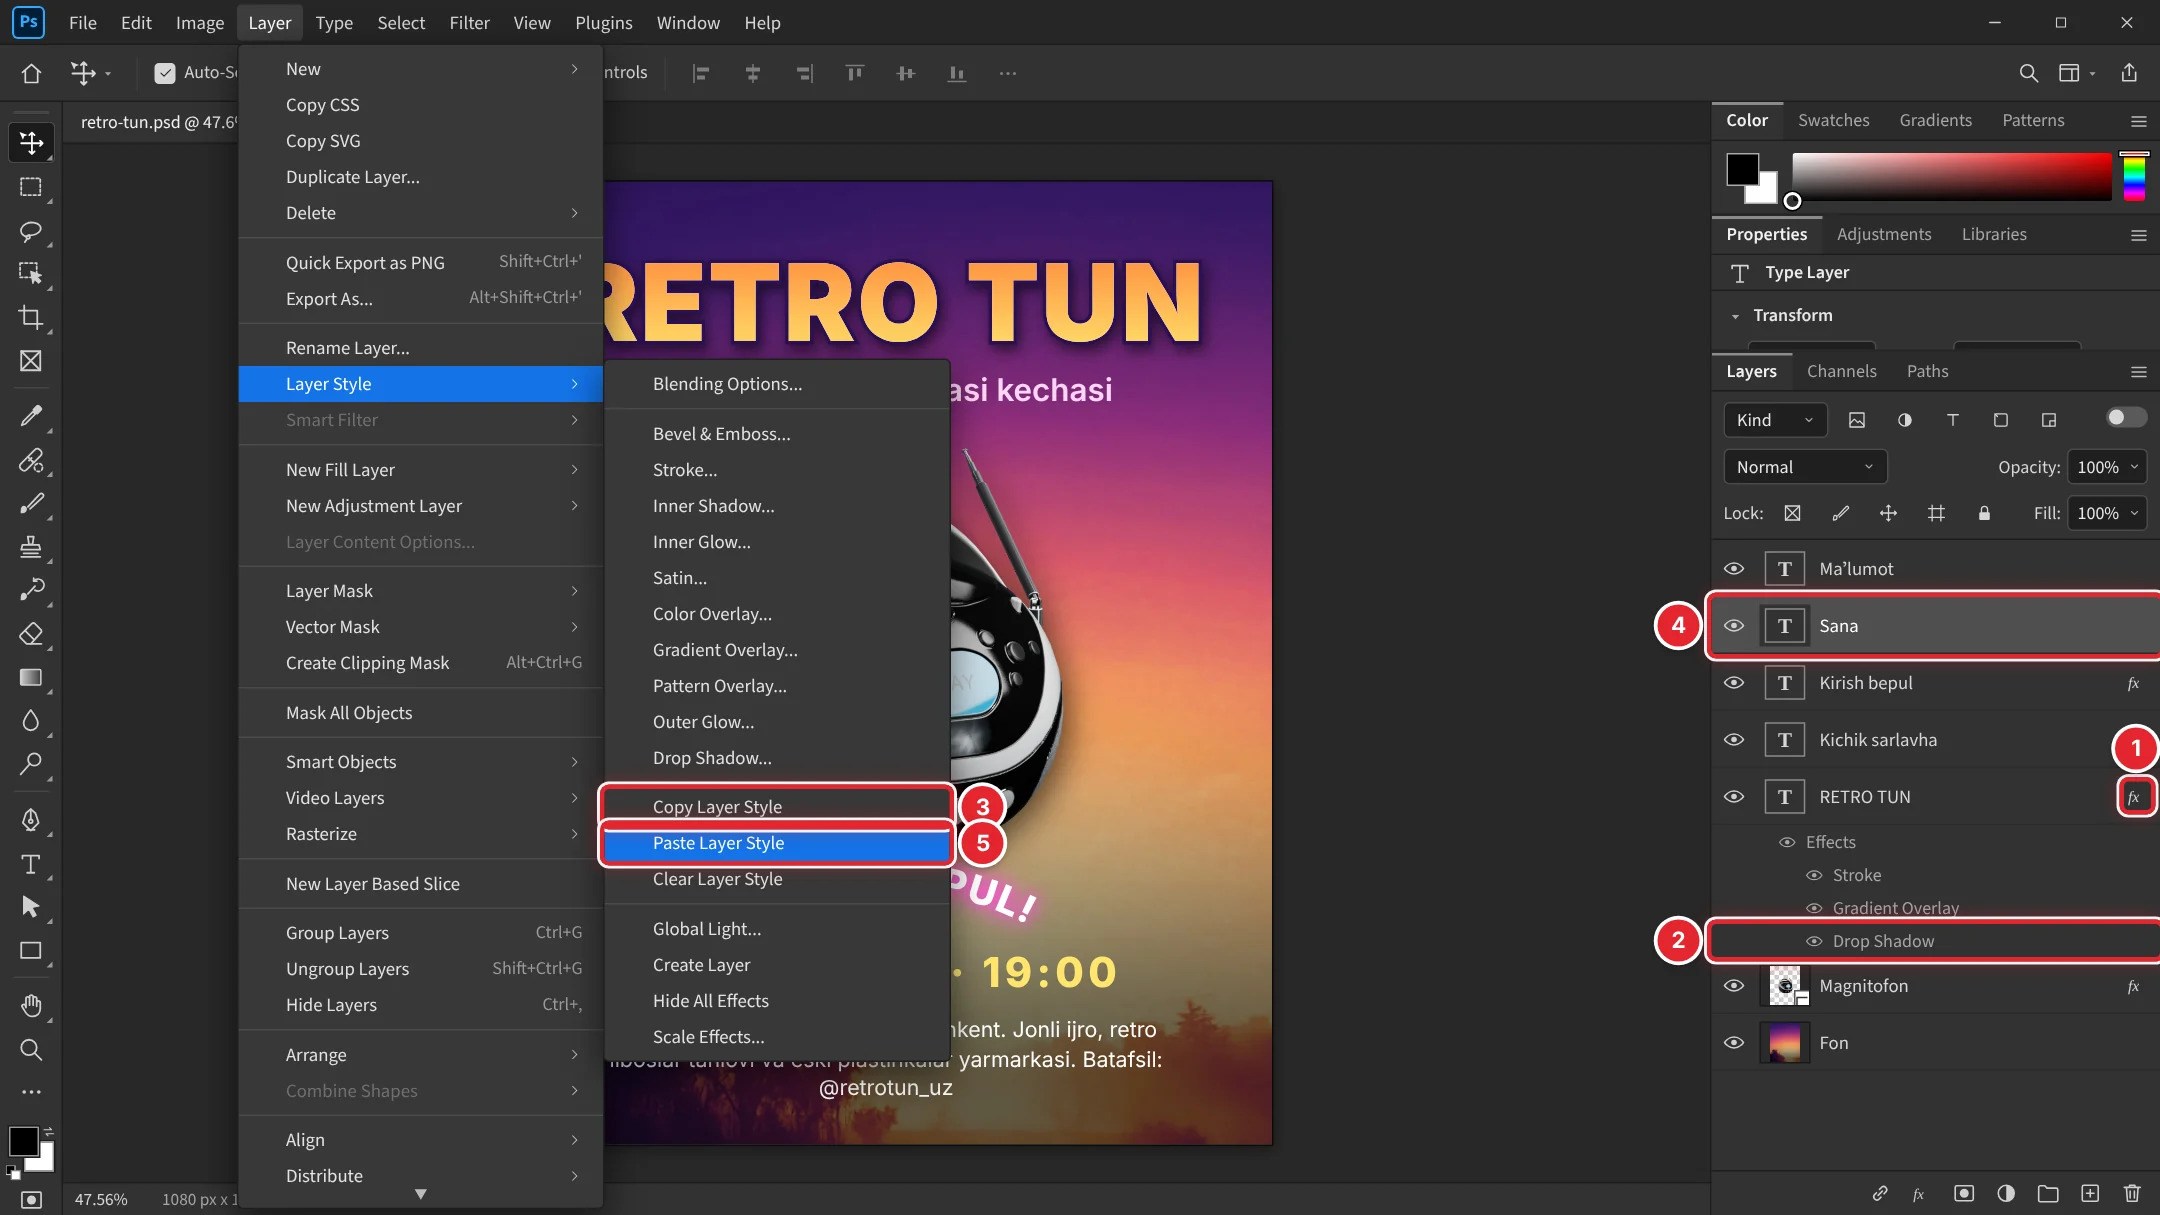 Ps File Edit Image Layer Type Select Filter View Plugins Window Help
Auto-Se
ntrols
retro-tun.psd @ 47.6%
New
Copy CSS
Copy SVG
Duplicate Layer...
Delete
Quick Export as PNG Shift+Ctrl+'
Export As... Alt+Shift+Ctrl+'
Rename Layer...
Layer Style
Smart Filter
New Fill Layer
New Adjustment Layer
Layer Content Options...
Layer Mask
Vector Mask
Create Clipping Mask Alt+Ctrl+G
Mask All Objects
Smart Objects
Video Layers
Rasterize
New Layer Based Slice
Group Layers Ctrl+G
Ungroup Layers Shift+Ctrl+G
Hide Layers Ctrl+,
Arrange
Combine Shapes
Align
Distribute
Blending Options...
Bevel & Emboss...
Stroke...
Inner Shadow...
Inner Glow...
Satin...
Color Overlay...
Gradient Overlay...
Pattern Overlay...
Outer Glow...
Drop Shadow...
Copy Layer Style 3
Paste Layer Style 5
Clear Layer Style
Global Light...
Create Layer
Hide All Effects
Scale Effects...
RETRO TUN
asi kechasi
PUL!
· 19:00
kent. Jonli ijro, retro
yarmarkasi. Batafsil:
@retrotun_uz
Color Swatches Gradients Patterns
Properties Adjustments Libraries
Type Layer
Transform
Layers Channels Paths
Kind
Normal Opacity: 100%
Lock: Fill: 100%
T Ma’lumot
4 T Sana
T Kirish bepul fx
T Kichik sarlavha
1
T RETRO TUN fx
Effects
Stroke
Gradient Overlay
2 Drop Shadow
Magnitofon fx
Fon
fx
47.56% 1080 px x 1